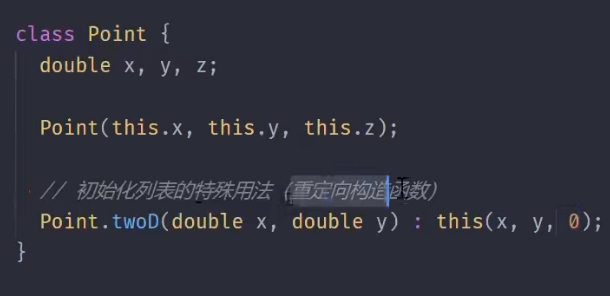 class Point {
double x, y, z;
Point(this.x, this.y, this.z);
// 初始化列表的特殊用法（重定向构造函数）
Point.twoD(double x, double y) : this(x, y, 0);
}